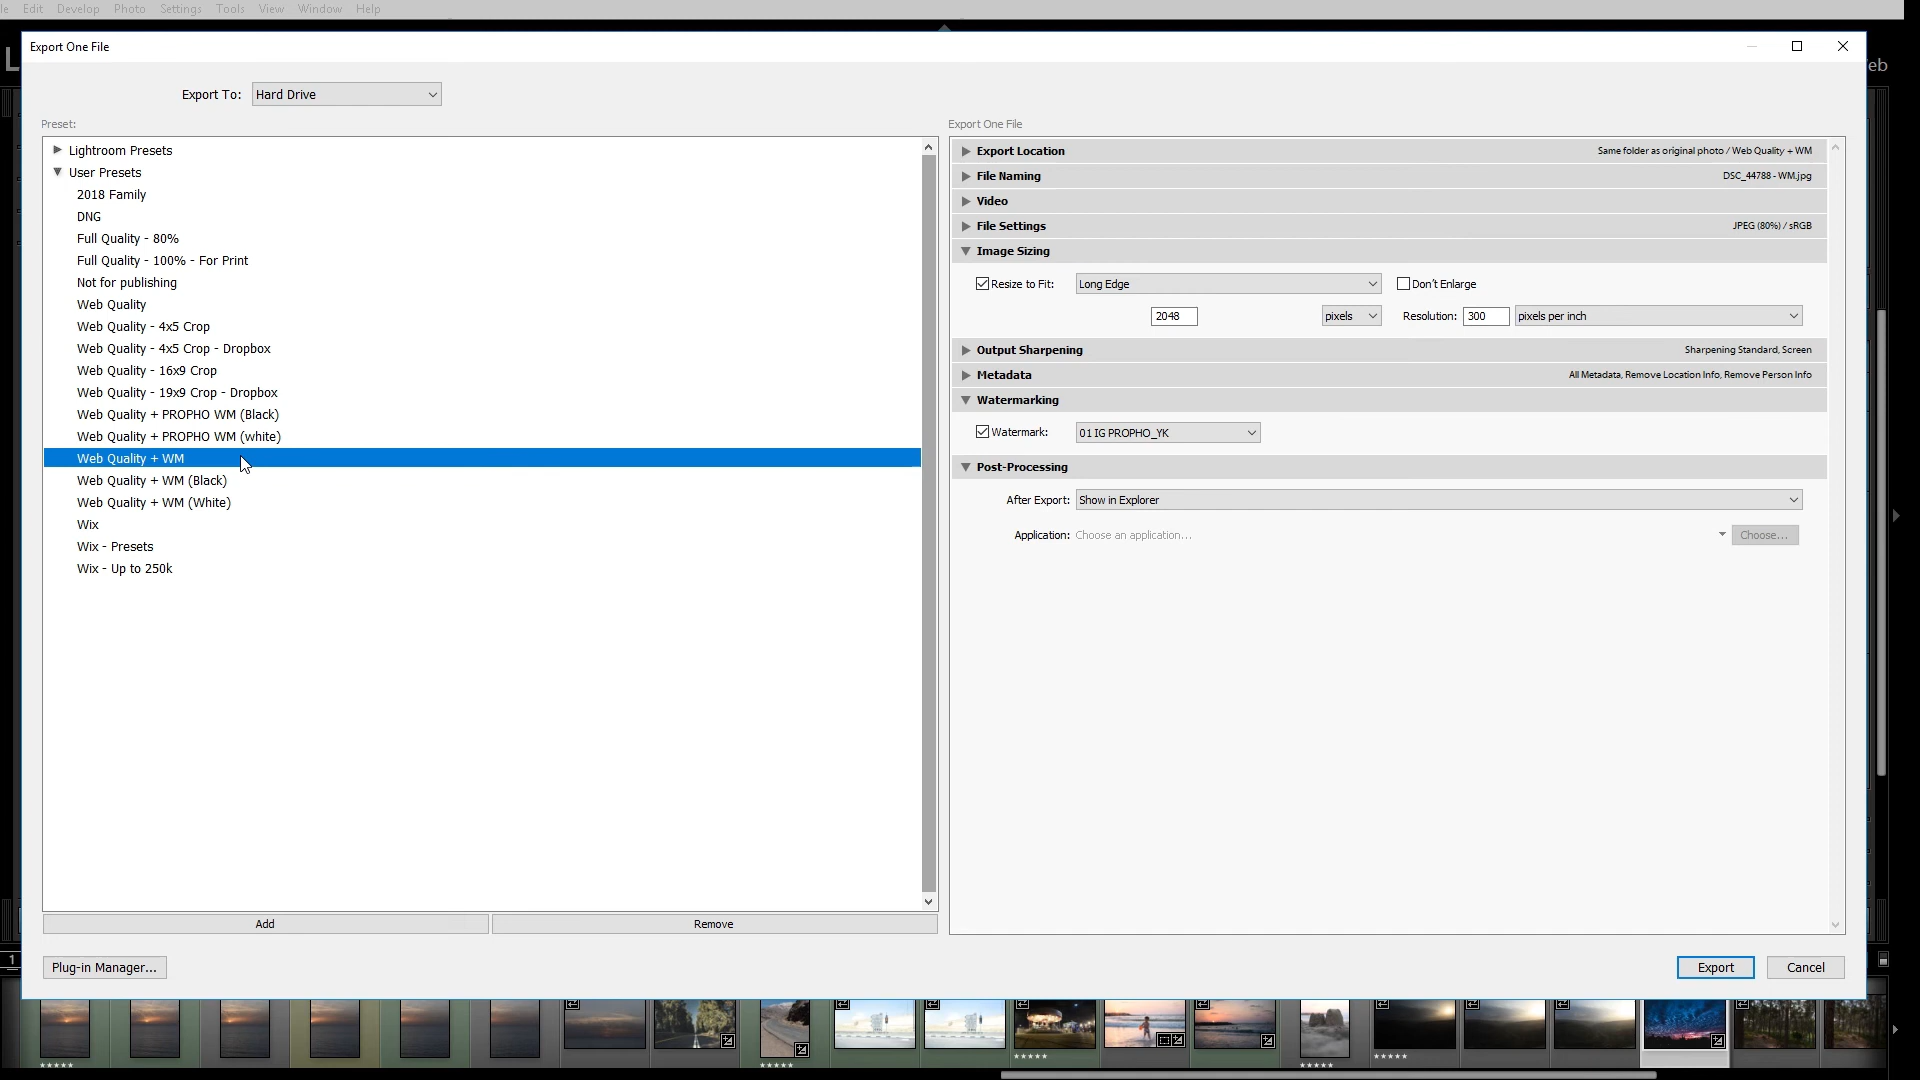 le Edit Develop Photo Settings Tools View Window Help
Export One File
L
eb
Export To: Hard Drive
Preset:
Lightroom Presets
User Presets
2018 Family
DNG
Full Quality - 80%
Full Quality - 100% - For Print
Not for publishing
Web Quality
Web Quality - 4x5 Crop
Web Quality - 4x5 Crop - Dropbox
Web Quality - 16x9 Crop
Web Quality - 19x9 Crop - Dropbox
Web Quality + PROPHO WM (Black)
Web Quality + PROPHO WM (white)
Web Quality + WM
Web Quality + WM (Black)
Web Quality + WM (White)
Wix
Wix - Presets
Wix - Up to 250k
Add Remove
Plug-in Manager...
Export One File
Export Location Same folder as original photo / Web Quality + WM
File Naming DSC_44788 - WM.jpg
Video
File Settings JPEG (80%) / sRGB
Image Sizing
Resize to Fit: Long Edge Don't Enlarge
2048 pixels Resolution: 300 pixels per inch
Output Sharpening Sharpening Standard, Screen
Metadata All Metadata, Remove Location Info, Remove Person Info
Watermarking
Watermark: 01 IG PROPHO_YK
Post-Processing
After Export: Show in Explorer
Application: Choose an application... Choose...
Export Cancel
1